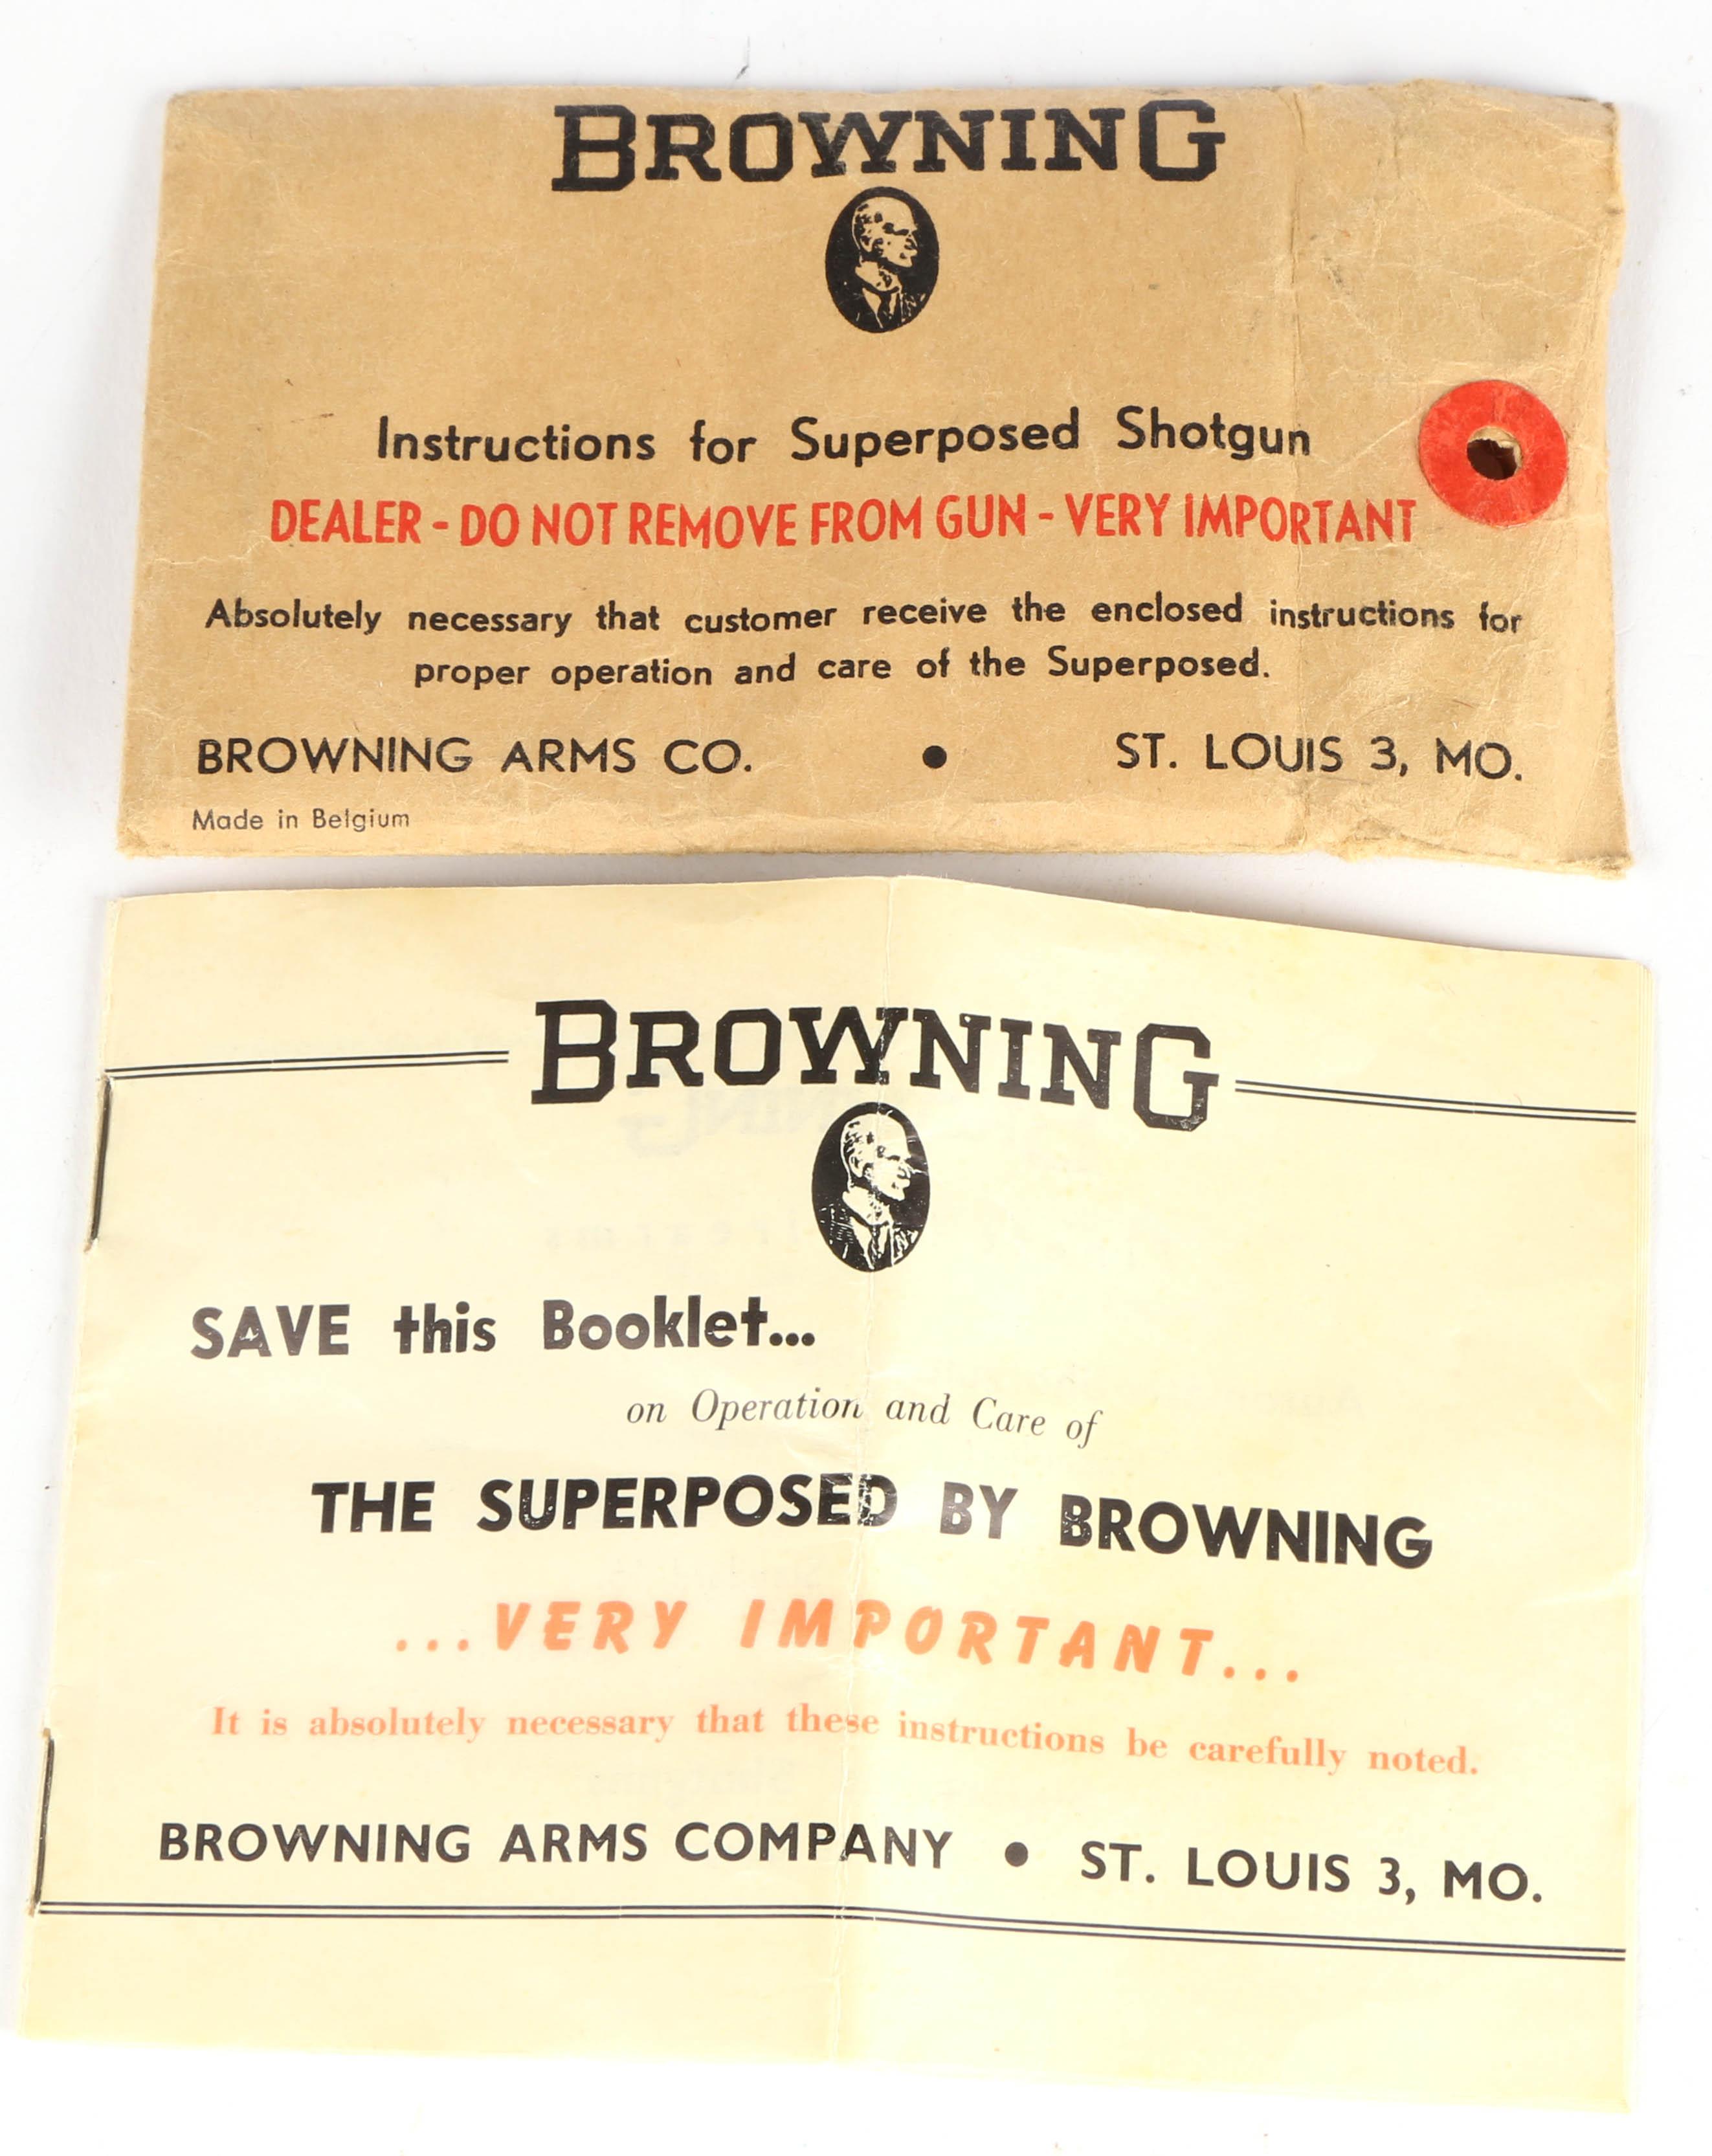 BROWNING
Instructions for Superposed Shotgun
DEALER - DO NOT REMOVE FROM GUN - VERY IMPORTANT
Absolutely necessary that customer receive the enclosed instructions for
proper operation and care of the Superposed.
BROWNING ARMS CO. • ST. LOUIS 3, MO.
Made in Belgium
BROWNING
SAVE this Booklet...
on Operation and Care of
THE SUPERPOSED BY BROWNING
...VERY IMPORTANT...
It is absolutely necessary that these instructions be carefully noted.
BROWNING ARMS COMPANY • ST. LOUIS 3, MO.